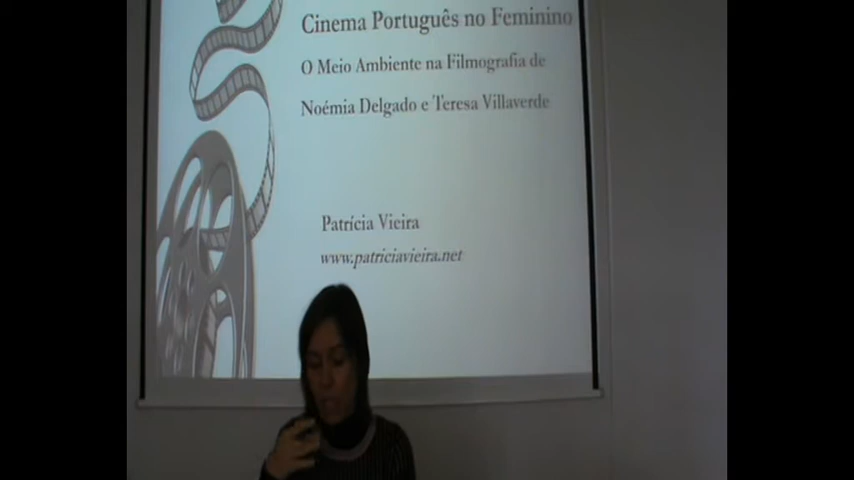 Cinema Português no Feminino
O Meio Ambiente na Filmografia de
Noémia Delgado e Teresa Villaverde
Patrícia Vieira
www.patriciavieira.net